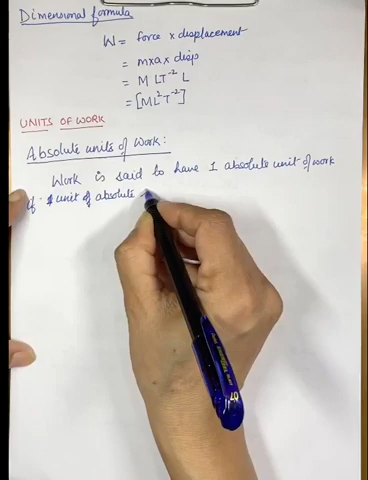 Dimensional formula
W = force × displacement
= m×a× disp
= M LT⁻² L
= [ML²T⁻²]
UNITS OF WORK
Absolute units of Work :
Work is said to have 1 absolute unit of work
if unit of absolute